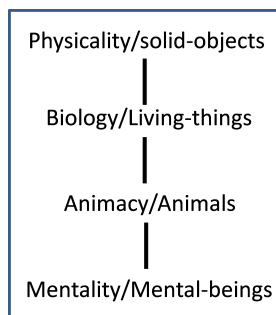 Physicality/solid-objects
Biology/Living-things
Animacy/Animals
Mentality/Mental-beings